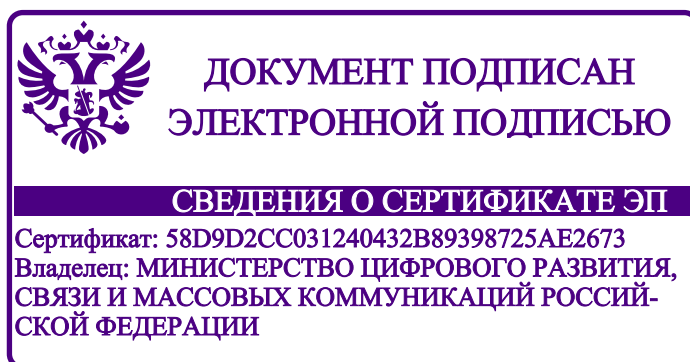 ДОКУМЕНТ ПОДПИСАН
ЭЛЕКТРОННОЙ ПОДПИСЬЮ
СВЕДЕНИЯ О СЕРТИФИКАТЕ ЭП
Сертификат: 58D9D2CC031240432B89398725AE2673
Владелец: МИНИСТЕРСТВО ЦИФРОВОГО РАЗВИТИЯ,
СВЯЗИ И МАССОВЫХ КОММУНИКАЦИЙ РОССИЙ-
СКОЙ ФЕДЕРАЦИИ